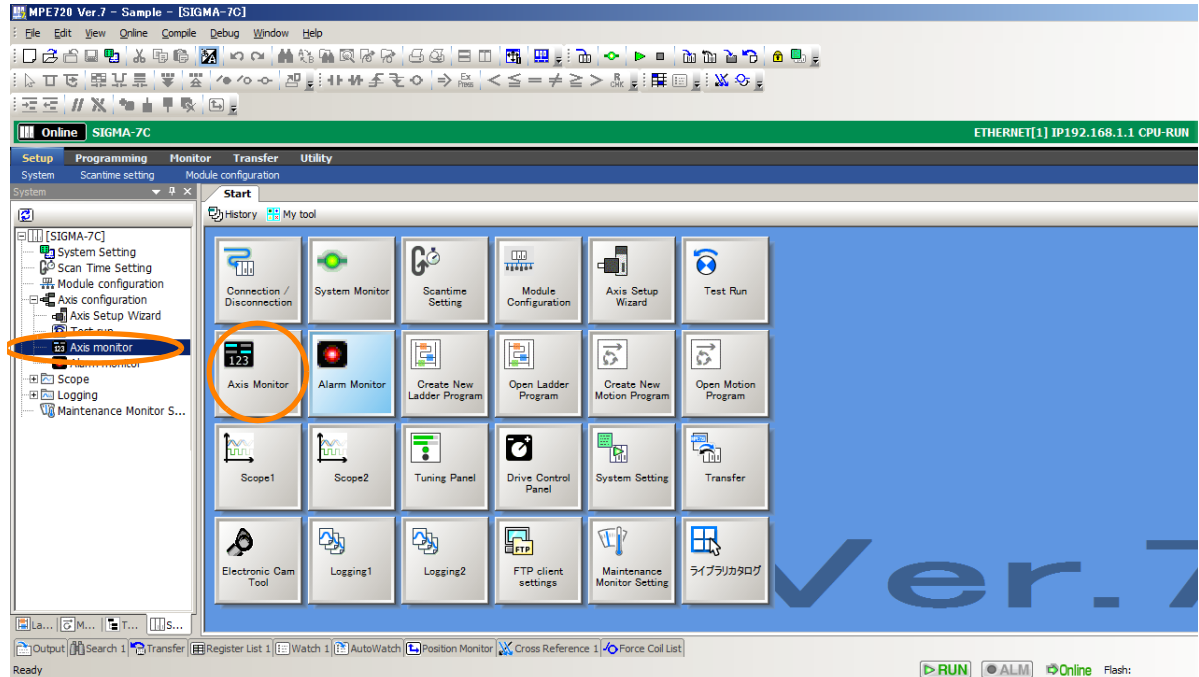 MPE720 Ver.7 - Sample - [SIGMA-7C]
File Edit View Online Compile Debug Window Help
Online SIGMA-7C ETHERNET[1] IP192.168.1.1 CPU-RUN
Setup Programming Monitor Transfer Utility
System Scantime setting Module configuration
System
Start
History My tool
[SIGMA-7C]
System Setting
Scan Time Setting
Module configuration
Axis configuration
Axis Setup Wizard
Test run
Axis monitor
Alarm monitor
Scope
Logging
Maintenance Monitor S...
Connection /
Disconnection
System Monitor
Scantime
Setting
Module
Configuration
Axis Setup
Wizard
Test Run
123
Axis Monitor
Alarm Monitor
Create New
Ladder Program
Open Ladder
Program
Create New
Motion Program
Open Motion
Program
Scope1
Scope2
Tuning Panel
Drive Control
Panel
System Setting
Transfer
Electronic Cam
Tool
Logging1
Logging2
FTP
FTP client
settings
Maintenance
Monitor Setting
ライブラリカタログ
Ver.7
La... M... T... S...
Output Search 1 Transfer Register List 1 Watch 1 AutoWatch Position Monitor Cross Reference 1 Force Coil List
Ready RUN ALM Online Flash: